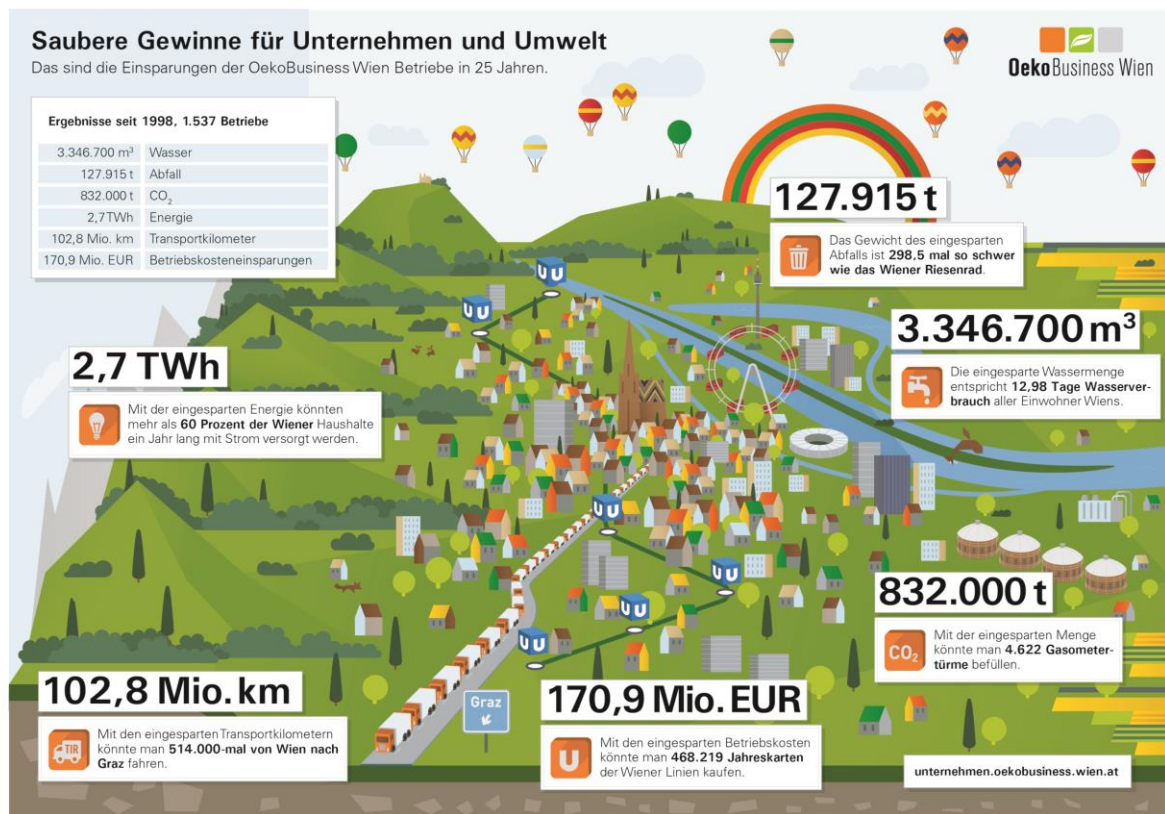 Saubere Gewinne für Unternehmen und Umwelt
Das sind die Einsparungen der OekoBusiness Wien Betriebe in 25 Jahren.
OekoBusiness Wien
Ergebnisse seit 1998, 1.537 Betriebe
3.346.700 m³ Wasser
127.915 t Abfall
832.000 t CO₂
2,7 TWh Energie
102,8 Mio. km Transportkilometer
170,9 Mio. EUR Betriebskosteneinsparungen
127.915 t
Das Gewicht des eingesparten
Abfalls ist 298,5 mal so schwer
wie das Wiener Riesenrad.
3.346.700 m³
Die eingesparte Wassermenge
entspricht 12,98 Tage Wasserver-
brauch aller Einwohner Wiens.
2,7 TWh
Mit der eingesparten Energie könnten
mehr als 60 Prozent der Wiener Haushalte
ein Jahr lang mit Strom versorgt werden.
832.000 t
CO₂
Mit der eingesparten Menge
könnte man 4.622 Gasometer-
türme befüllen.
102,8 Mio. km
TIR
Mit den eingesparten Transportkilometern
könnte man 514.000-mal von Wien nach
Graz fahren.
Graz
170,9 Mio. EUR
U
Mit den eingesparten Betriebskosten
könnte man 468.219 Jahreskarten
der Wiener Linien kaufen.
unternehmen.oekobusiness.wien.at
U U
U U
U U
U U
U U
U U